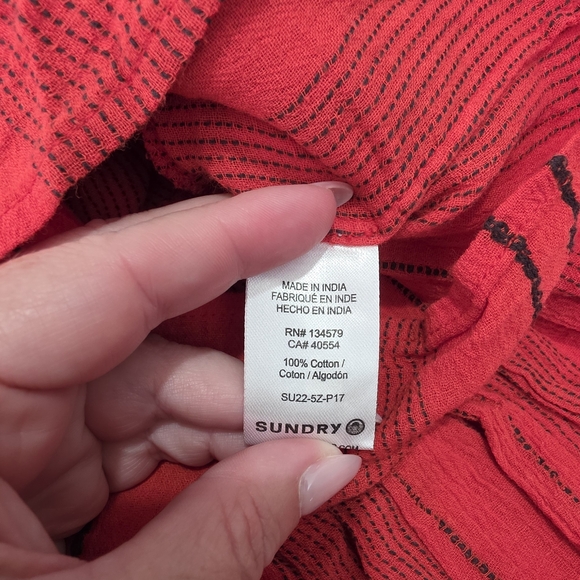 MADE IN INDIA
FABRIQUÉ EN INDE
HECHO EN INDIA
RN# 134579
CA# 40554
100% Cotton /
Coton / Algodón
SU22-5Z-P17
SUNDRY